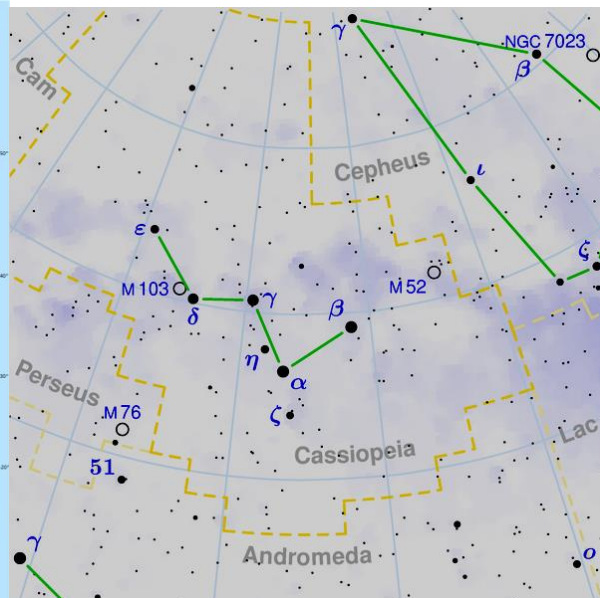 γ
NGC 7023
β
Cam
Cepheus
ι
ε
ζ
M 103
M 52
δ
γ
β
η
α
Perseus
ζ
M 76
Lac
Cassiopeia
51
γ
Andromeda
ο